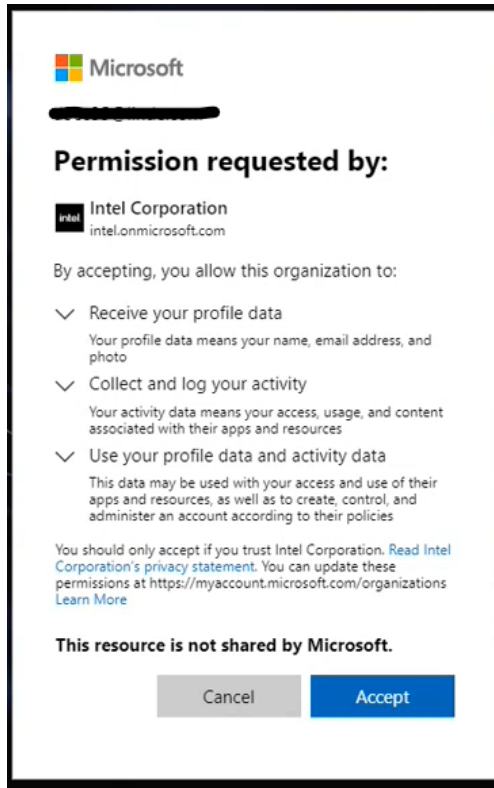 Microsoft
Permission requested by:
intel
Intel Corporation
intel.onmicrosoft.com
By accepting, you allow this organization to:
Receive your profile data
Your profile data means your name, email address, and
photo
Collect and log your activity
Your activity data means your access, usage, and content
associated with their apps and resources
Use your profile data and activity data
This data may be used with your access and use of their
apps and resources, as well as to create, control, and
administer an account according to their policies
You should only accept if you trust Intel Corporation. Read Intel
Corporation's privacy statement. You can update these
permissions at https://myaccount.microsoft.com/organizations
Learn More
This resource is not shared by Microsoft.
Cancel
Accept